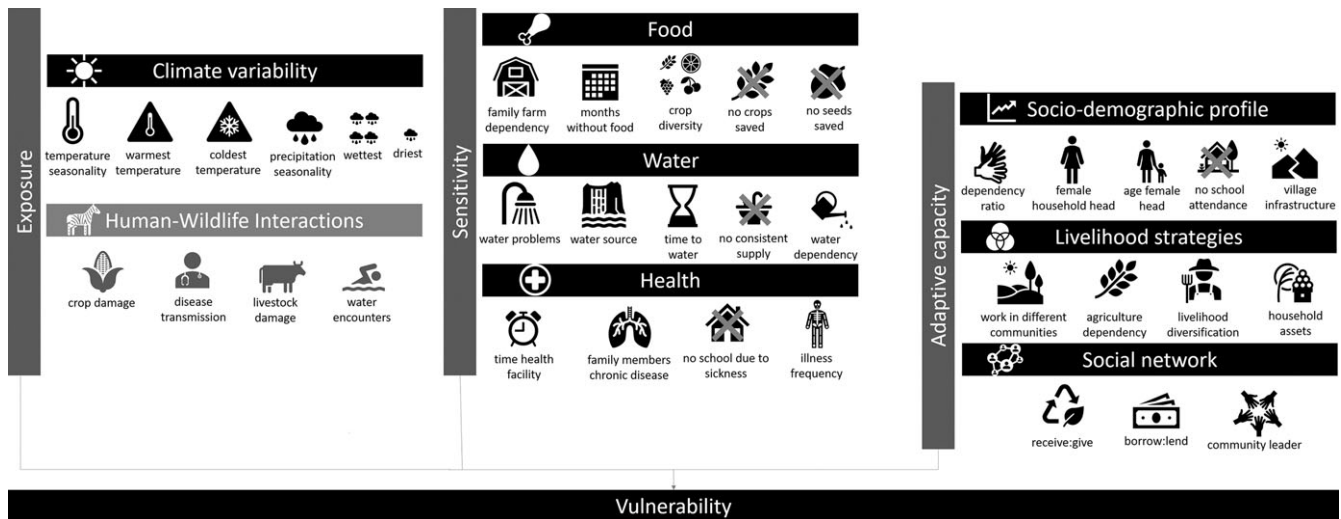 Exposure
Climate variability
temperature
seasonality
warmest
temperature
coldest
temperature
precipitation
seasonality
wettest
driest
Human-Wildlife Interactions
crop damage
disease
transmission
livestock
damage
water
encounters
Sensitivity
Food
family farm
dependency
months
without food
crop
diversity
no crops
saved
no seeds
saved
Water
water problems
water source
time to
water
no consistent
supply
water
dependency
Health
time health
facility
family members
chronic disease
no school due to
sickness
illness
frequency
Adaptive capacity
Socio-demographic profile
dependency
ratio
female
household head
age female
head
no school
attendance
village
infrastructure
Livelihood strategies
work in different
communities
agriculture
dependency
livelihood
diversification
household
assets
Social network
receive:give
borrow:lend
community leader
Vulnerability